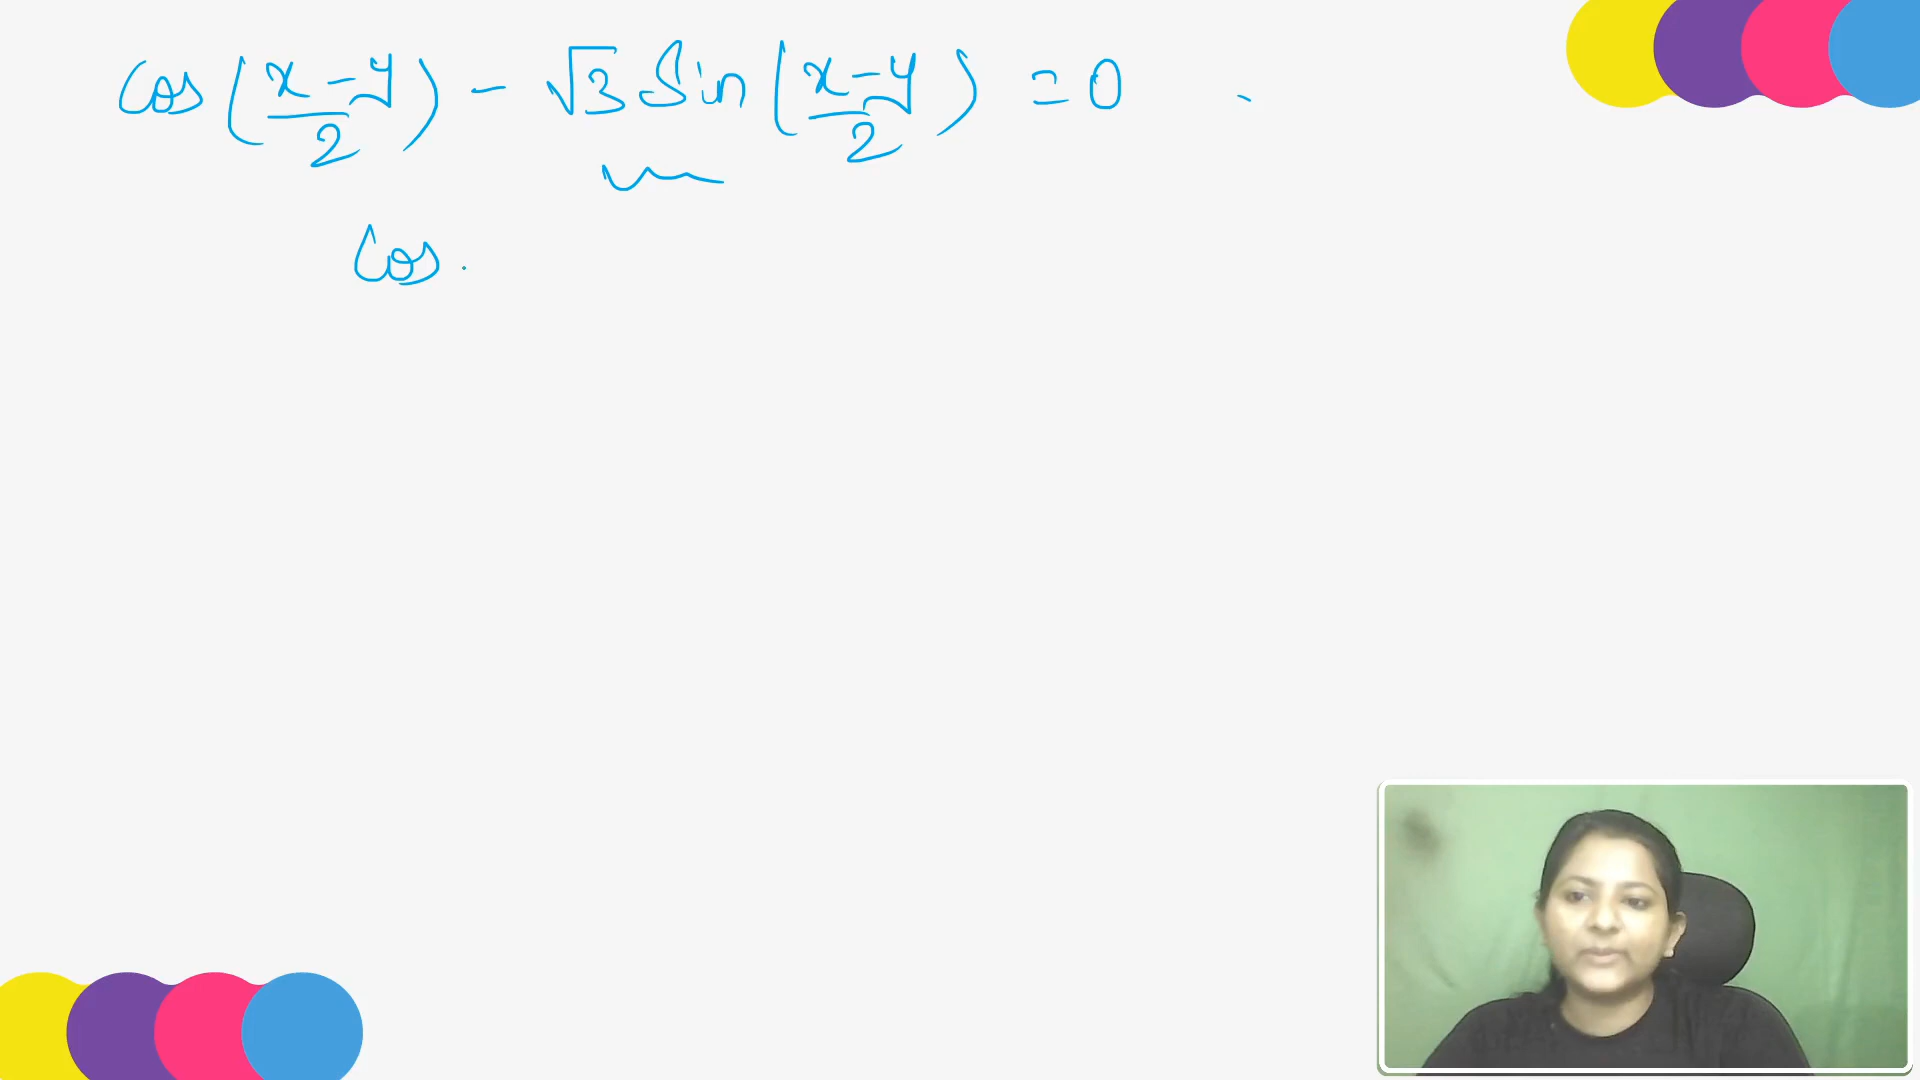 cos(x-y/2) - √3 Sin(x-y/2) = 0
Cos